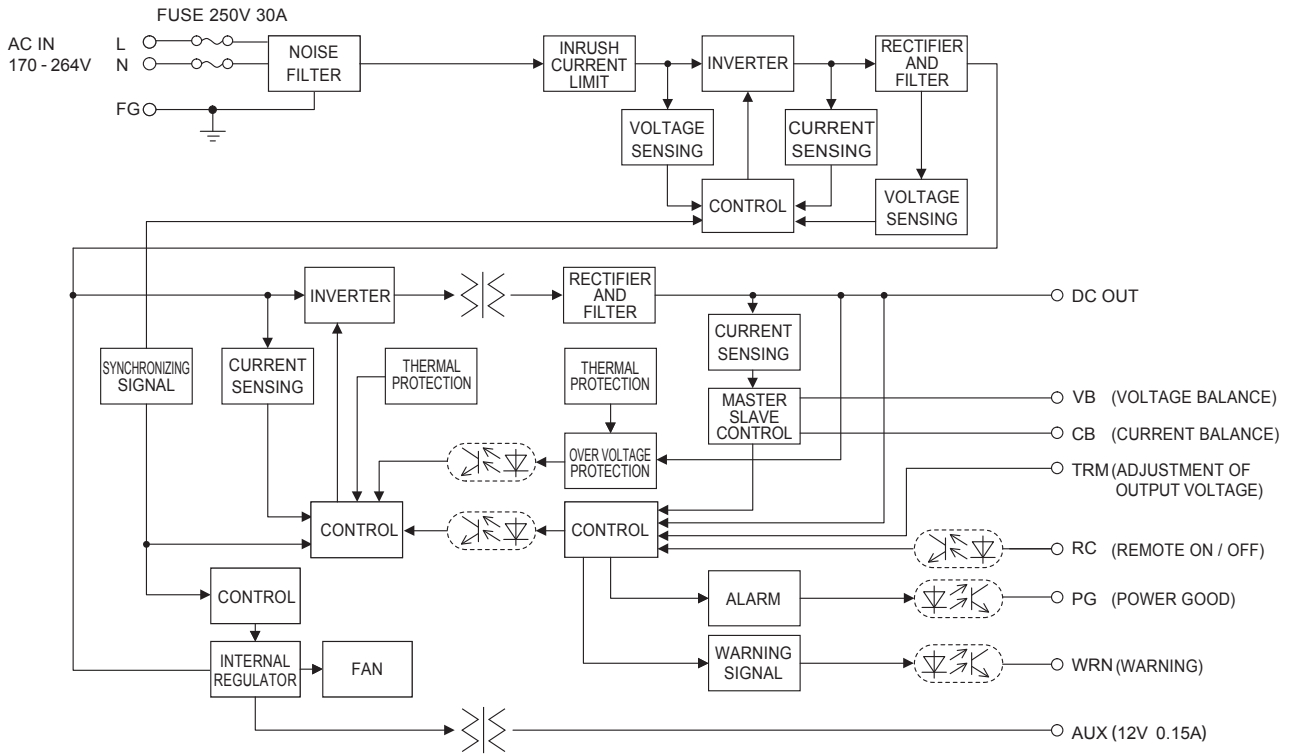 FUSE 250V 30A
AC IN
170 - 264V
L
N
FG
NOISE
FILTER
INRUSH
CURRENT
LIMIT
INVERTER
RECTIFIER
AND
FILTER
VOLTAGE
SENSING
CURRENT
SENSING
CONTROL
VOLTAGE
SENSING
INVERTER
RECTIFIER
AND
FILTER
DC OUT
SYNCHRONIZING
SIGNAL
CURRENT
SENSING
THERMAL
PROTECTION
THERMAL
PROTECTION
CURRENT
SENSING
MASTER
SLAVE
CONTROL
VB (VOLTAGE BALANCE)
CB (CURRENT BALANCE)
OVER VOLTAGE
PROTECTION
TRM (ADJUSTMENT OF
OUTPUT VOLTAGE)
CONTROL
CONTROL
RC (REMOTE ON / OFF)
CONTROL
ALARM
PG (POWER GOOD)
INTERNAL
REGULATOR
FAN
WARNING
SIGNAL
WRN (WARNING)
AUX (12V 0.15A)